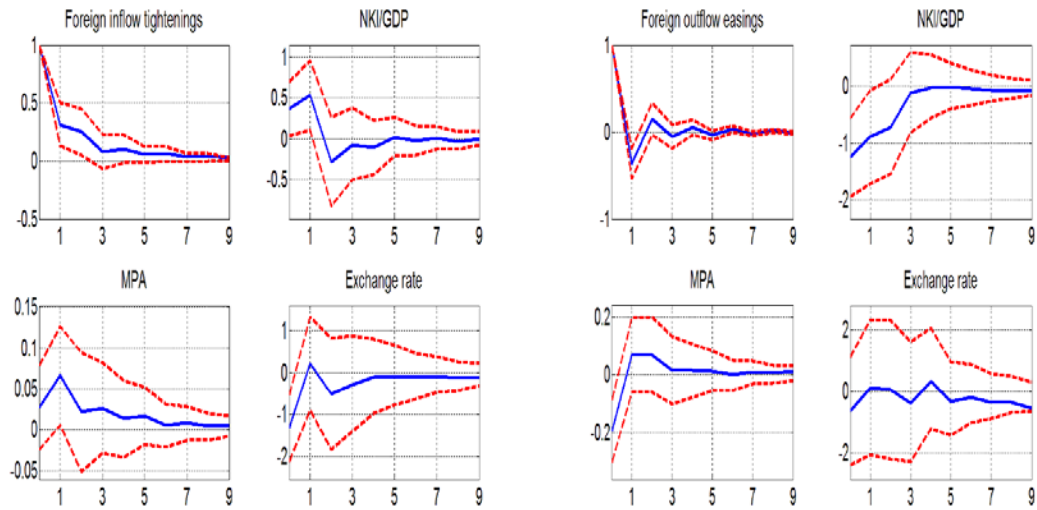 Foreign inflow tightenings
1
0.5
0
-0.5
1 3 5 7 9
NKI/GDP
1
0.5
0
-0.5
1 3 5 7 9
Foreign outflow easings
1
0
-1
1 3 5 7 9
NKI/GDP
0
-1
-2
1 3 5 7 9
MPA
0.15
0.1
0.05
0
-0.05
1 3 5 7 9
Exchange rate
1
0
-1
-2
1 3 5 7 9
MPA
0.2
0
-0.2
1 3 5 7 9
Exchange rate
2
0
-2
1 3 5 7 9